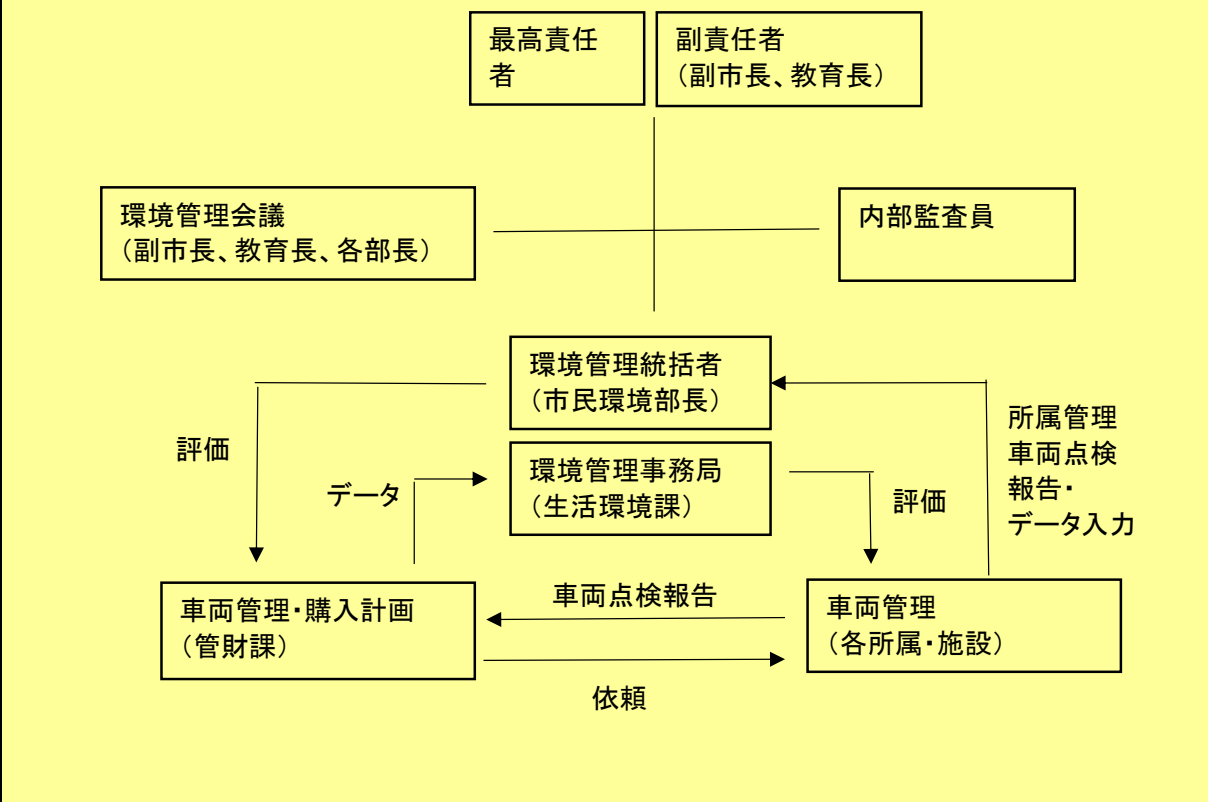 最高責任
者
副責任者
（副市長、教育長）
環境管理会議
（副市長、教育長、各部長）
内部監査員
環境管理統括者
（市民環境部長）
所属管理
車両点検
報告・
データ入力
評価
データ
環境管理事務局
（生活環境課）
評価
車両管理・購入計画
（管財課）
車両点検報告
車両管理
（各所属・施設）
依頼